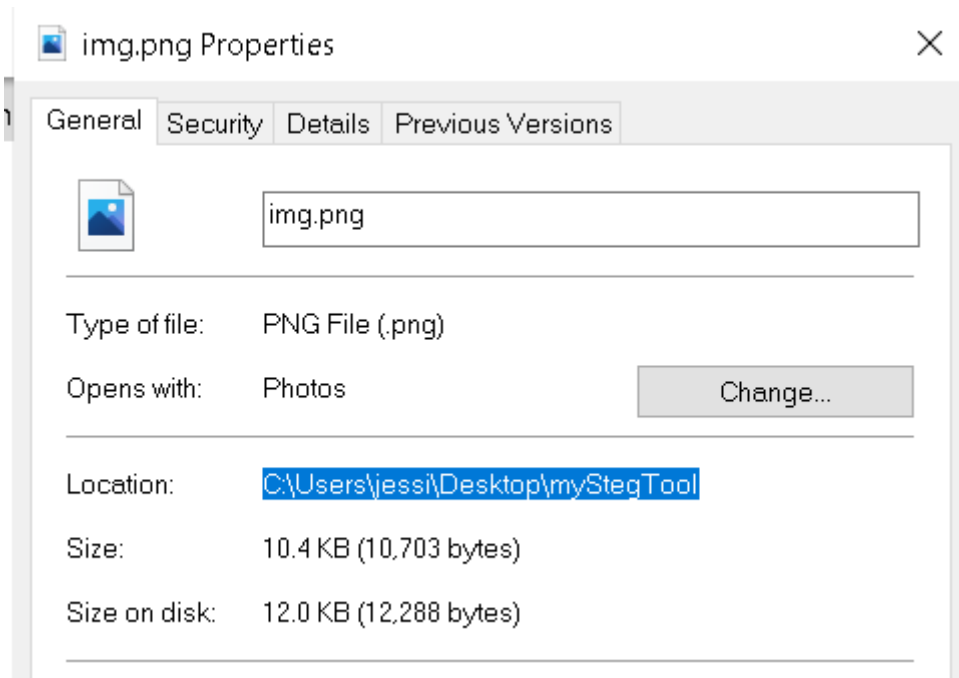 img.png Properties
General Security Details Previous Versions
img.png
Type of file: PNG File (.png)
Opens with: Photos Change...
Location: C:\Users\jessi\Desktop\myStegTool
Size: 10.4 KB (10,703 bytes)
Size on disk: 12.0 KB (12,288 bytes)